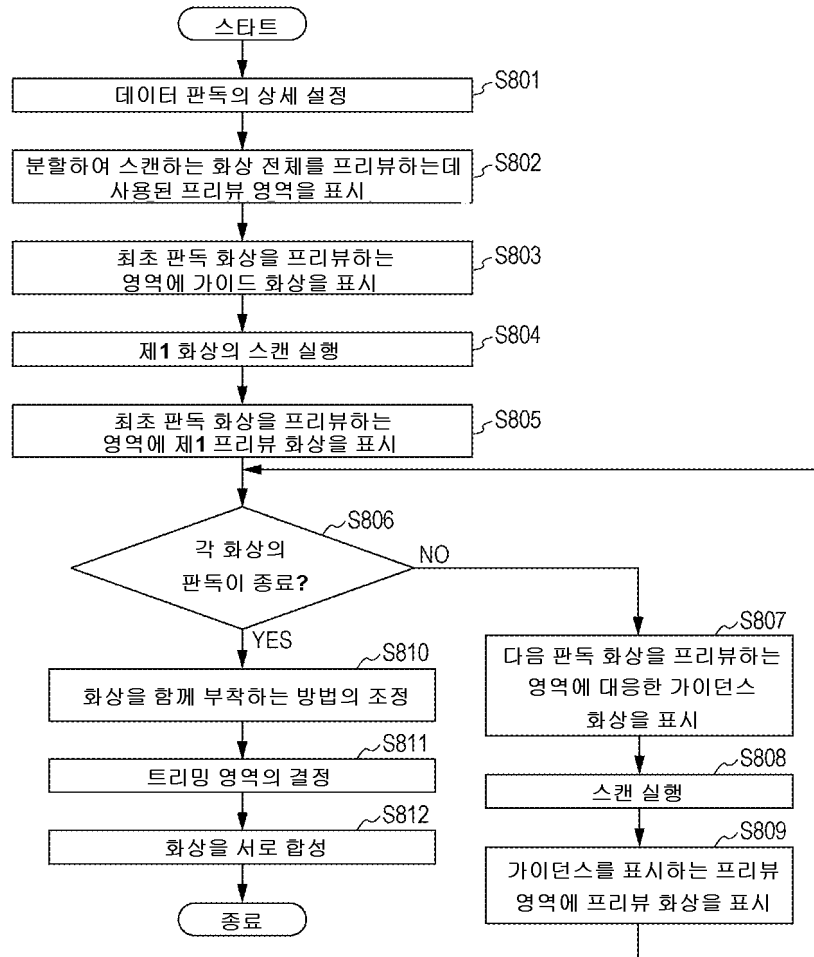 스타트
데이터 판독의 상세 설정
S801
분할하여 스캔하는 화상 전체를 프리뷰하는데
사용된 프리뷰 영역을 표시
S802
최초 판독 화상을 프리뷰하는
영역에 가이드 화상을 표시
S803
제1 화상의 스캔 실행
S804
최초 판독 화상을 프리뷰하는
영역에 제1 프리뷰 화상을 표시
S805
S806
각 화상의
판독이 종료?
NO
YES
S807
다음 판독 화상을 프리뷰하는
영역에 대응한 가이던스
화상을 표시
S808
스캔 실행
S809
가이던스를 표시하는 프리뷰
영역에 프리뷰 화상을 표시
S810
화상을 함께 부착하는 방법의 조정
S811
트리밍 영역의 결정
S812
화상을 서로 합성
종료